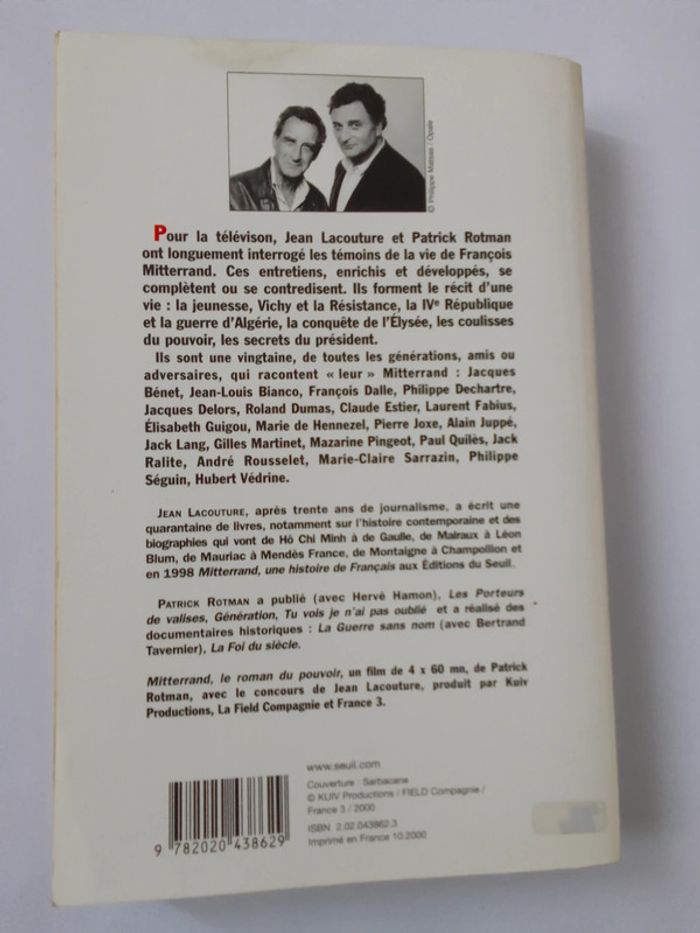 © Philippe Matsas / Opale
Pour la télévison, Jean Lacouture et Patrick Rotman
ont longuement interrogé les témoins de la vie de François
Mitterrand. Ces entretiens, enrichis et développés, se
complètent ou se contredisent. Ils forment le récit d'une
vie : la jeunesse, Vichy et la Résistance, la IVe République
et la guerre d'Algérie, la conquête de l'Élysée, les coulisses
du pouvoir, les secrets du président.
Ils sont une vingtaine, de toutes les générations, amis ou
adversaires, qui racontent « leur » Mitterrand : Jacques
Bénet, Jean-Louis Bianco, François Dalle, Philippe Dechartre,
Jacques Delors, Roland Dumas, Claude Estier, Laurent Fabius,
Élisabeth Guigou, Marie de Hennezel, Pierre Joxe, Alain Juppé,
Jack Lang, Gilles Martinet, Mazarine Pingeot, Paul Quilès, Jack
Ralite, André Rousselet, Marie-Claire Sarrazin, Philippe
Séguin, Hubert Védrine.
JEAN LACOUTURE, après trente ans de journalisme, a écrit une
quarantaine de livres, notamment sur l'histoire contemporaine et des
biographies qui vont de Hô Chi Minh à de Gaulle, de Malraux à Léon
Blum, de Mauriac à Mendès France, de Montaigne à Champollion et
en 1998 Mitterrand, une histoire de Français aux Éditions du Seuil.
PATRICK ROTMAN a publié (avec Hervé Hamon), Les Porteurs
de valises, Génération, Tu vois je n'ai pas oublié et a réalisé des
documentaires historiques : La Guerre sans nom (avec Bertrand
Tavernier), La Foi du siècle.
Mitterrand, le roman du pouvoir, un film de 4 x 60 mn, de Patrick
Rotman, avec le concours de Jean Lacouture, produit par Kuiv
Productions, La Field Compagnie et France 3.
www.seuil.com
Couverture : Sarbacane
© KUIV Productions / FIELD Compagnie /
France 3 / 2000
ISBN 2.02.043862.3
Imprimé en France 10.2000
9 782020 438629